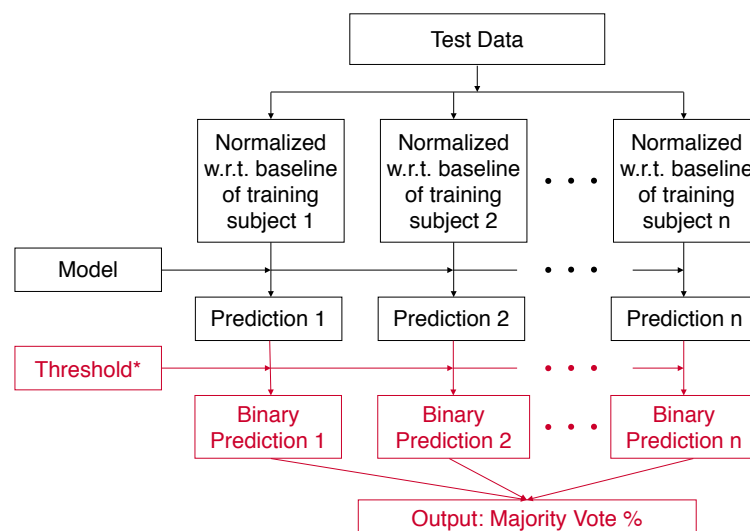 Test Data
Normalized
w.r.t. baseline
of training
subject 1
Normalized
w.r.t. baseline
of training
subject 2
Normalized
w.r.t. baseline
of training
subject n
Model
Prediction 1
Prediction 2
Prediction n
Threshold*
Binary
Prediction 1
Binary
Prediction 2
Binary
Prediction n
Output: Majority Vote %